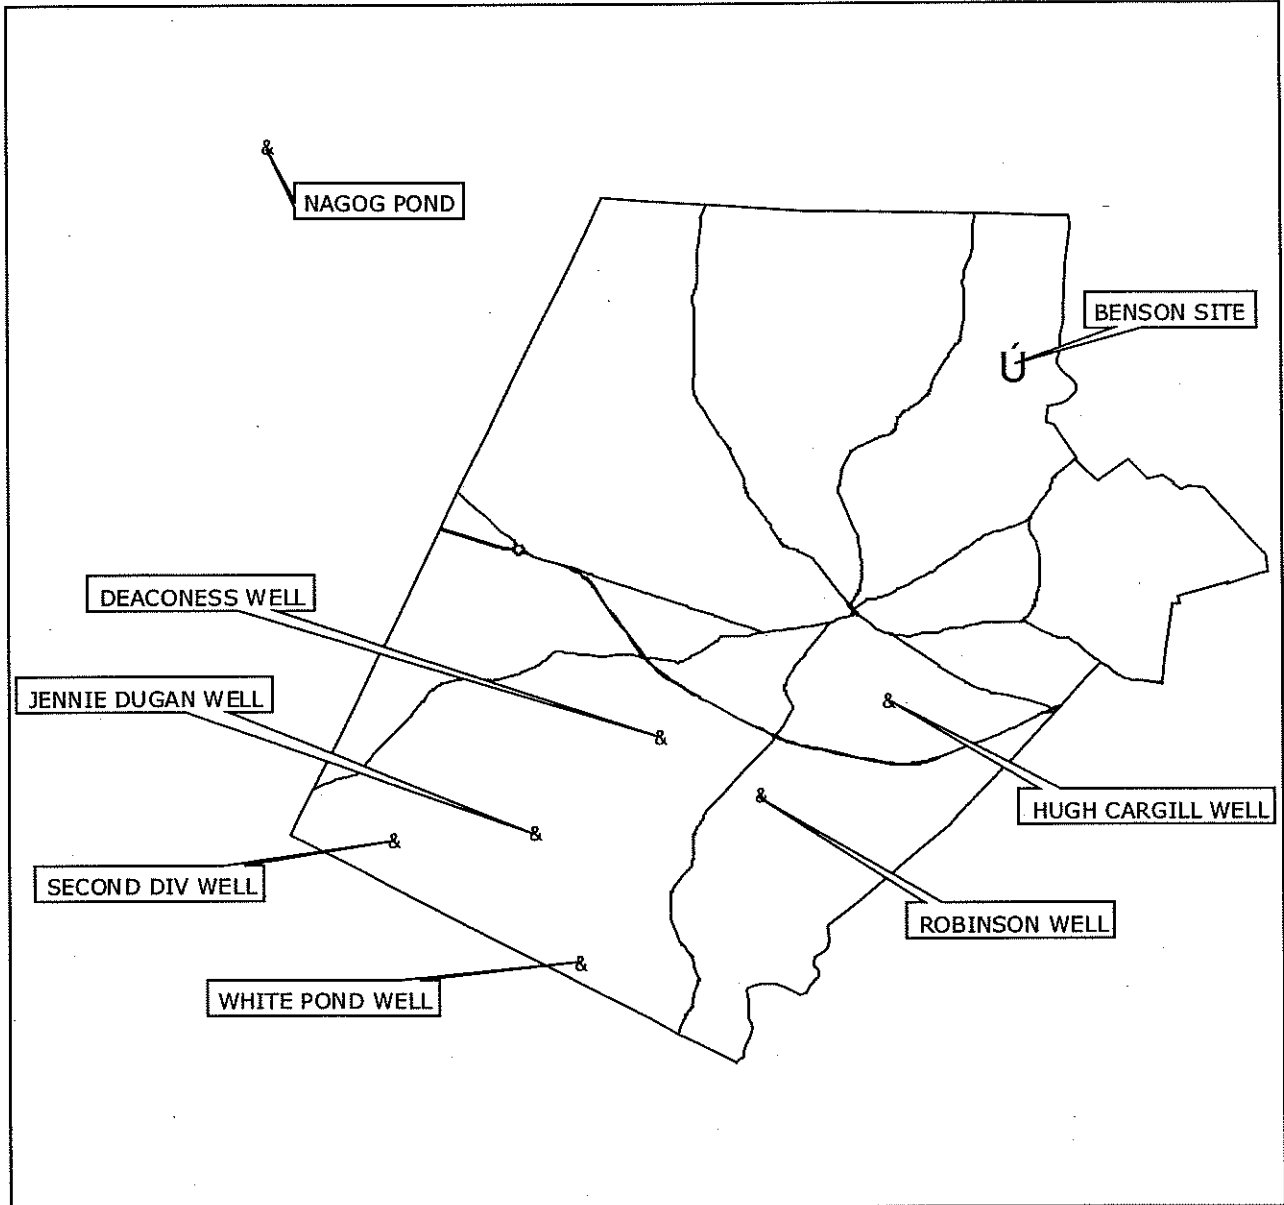 &
NAGOG POND
BENSON SITE
Ú
DEACONESS WELL
JENNIE DUGAN WELL
&
&
HUGH CARGILL WELL
&
&
&
SECOND DIV WELL
ROBINSON WELL
&
WHITE POND WELL